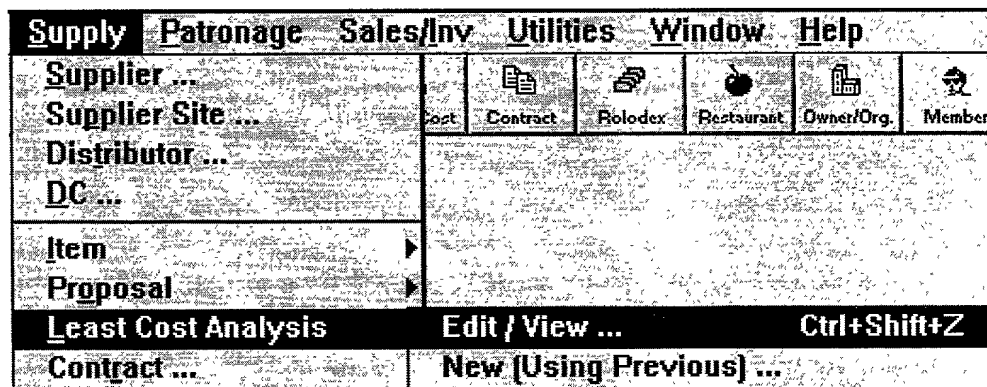 Supply Patronage Sales/Inv Utilities Window Help
Supplier ...
Supplier Site ...
Distributor ...
DC ...
Item
Proposal
Least Cost Analysis
Contract ...
ost Contract Rolodex Restaurant Owner/Org. Member
Edit / View ... Ctrl+Shift+Z
New (Using Previous) ...